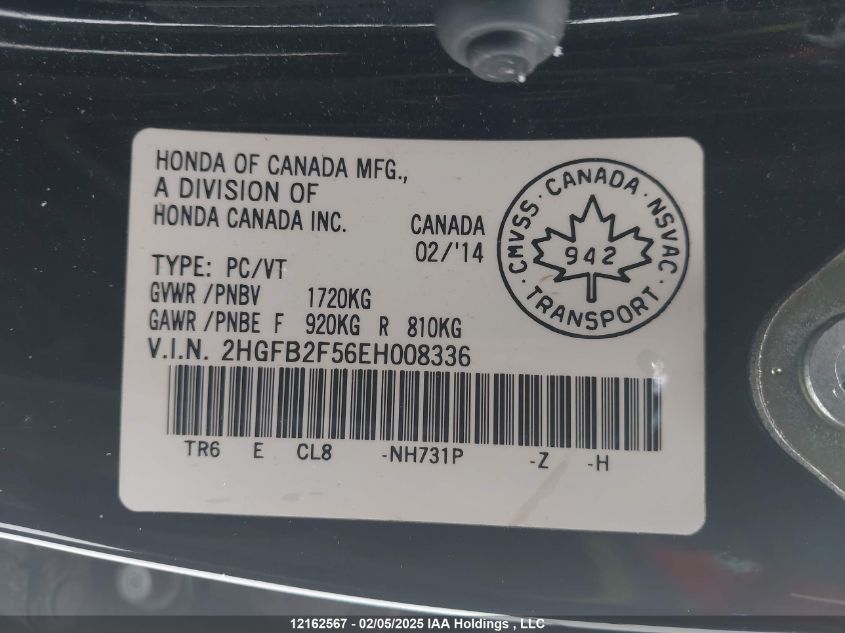 HONDA OF CANADA MFG.,
A DIVISION OF
HONDA CANADA INC.
CANADA
02/'14
TYPE: PC/VT
GVWR /PNBV 1720KG
GAWR /PNBE F 920KG R 810KG
V.I.N. 2HGFB2F56EH008336
TR6 E CL8 -NH731P -Z -H
CMVSS · CANADA · NSVAC
942
· TRANSPORT ·
12162567 - 02/05/2025 IAA Holdings , LLC